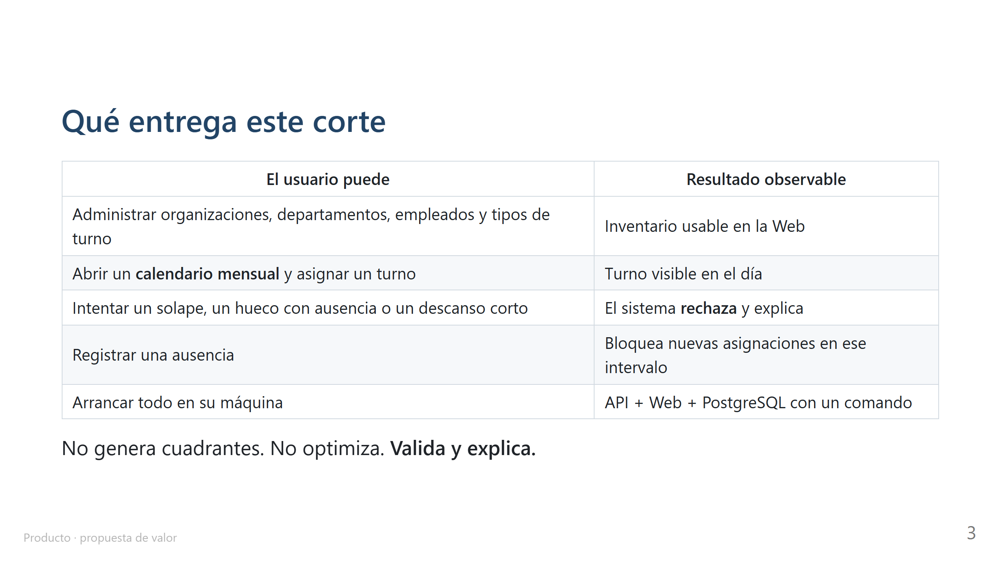 Qué entrega este corte
El usuario puede
Resultado observable
Administrar organizaciones, departamentos, empleados y tipos de
turno
Inventario usable en la Web
Abrir un calendario mensual y asignar un turno
Turno visible en el día
Intentar un solape, un hueco con ausencia o un descanso corto
El sistema rechaza y explica
Registrar una ausencia
Bloquea nuevas asignaciones en ese
intervalo
Arrancar todo en su máquina
API + Web + PostgreSQL con un comando
No genera cuadrantes. No optimiza. Valida y explica.
Producto · propuesta de valor
3